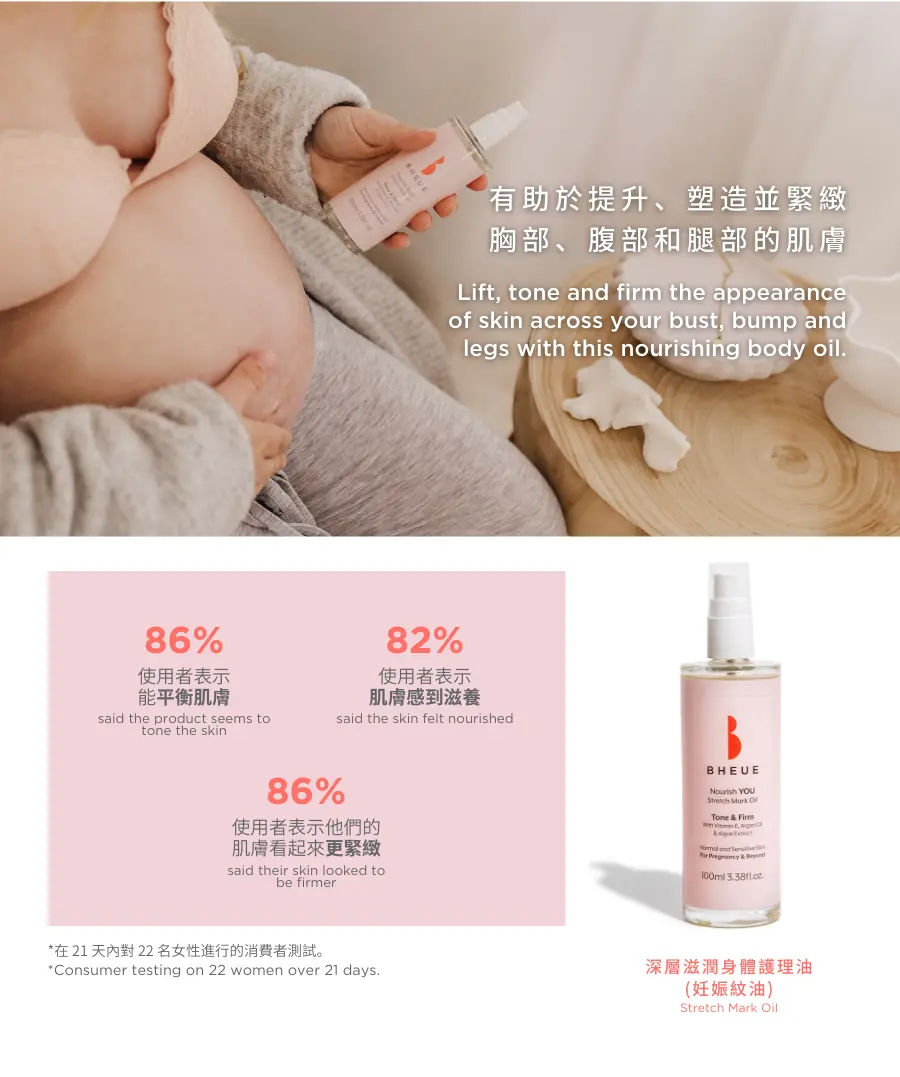 BHEUE
有助於提升、塑造並緊緻
胸部、腹部和腿部的肌膚
Lift, tone and firm the appearance
of skin across your bust, bump and
legs with this nourishing body oil.
86%
使用者表示
能平衡肌膚
said the product seems to
tone the skin
82%
使用者表示
肌膚感到滋養
said the skin felt nourished
86%
使用者表示他們的
肌膚看起來更緊緻
said their skin looked to
be firmer
*在 21 天內對 22 名女性進行的消費者測試。
*Consumer testing on 22 women over 21 days.
BHEUE
Nourish YOU
Stretch Mark Oil
Tone & Firm
With Vitamin E, Argan Oil
& Algae Extract
Normal and Sensitive Skin
For Pregnancy & Beyond
100ml 3.38fl.oz.
深層滋潤身體護理油
(妊娠紋油)
Stretch Mark Oil